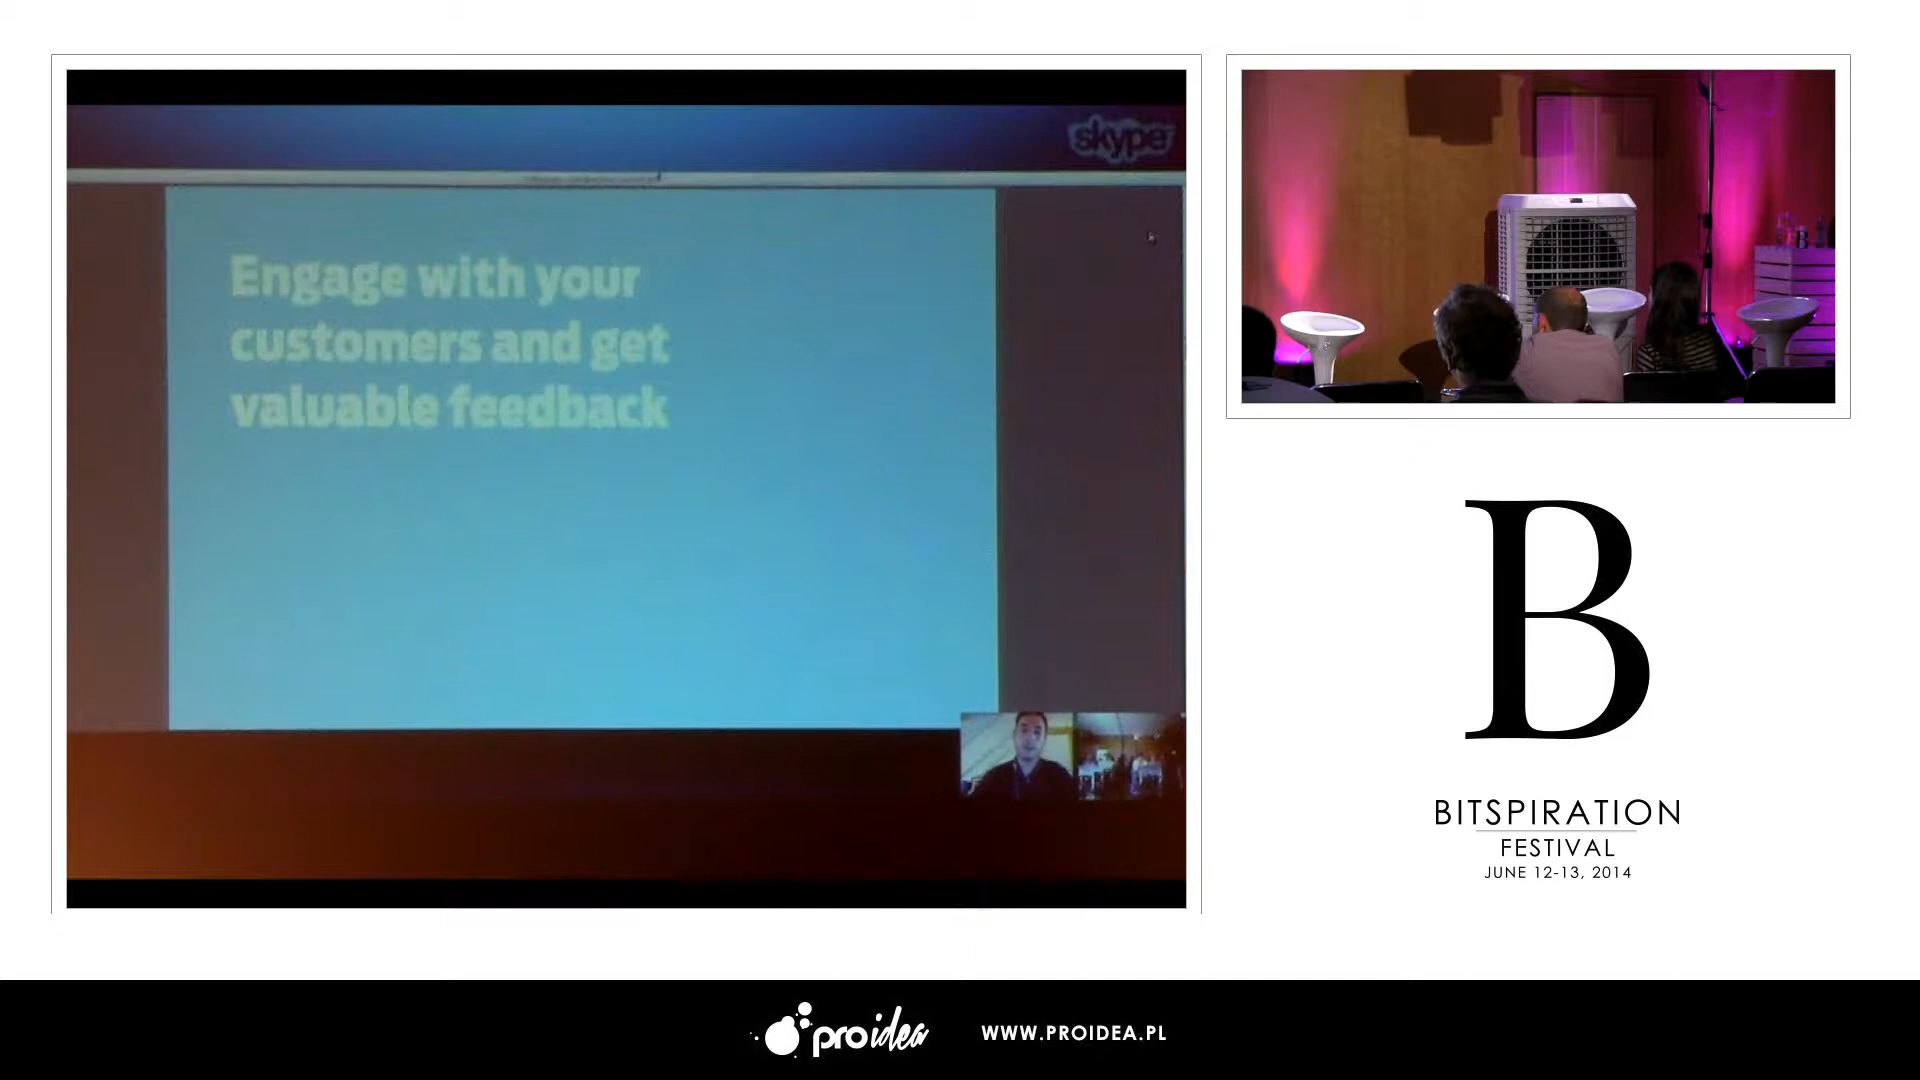 skype
Engage with your
customers and get
valuable feedback
B
BITSPIRATION
FESTIVAL
JUNE 12-13, 2014
proidea
WWW.PROIDEA.PL